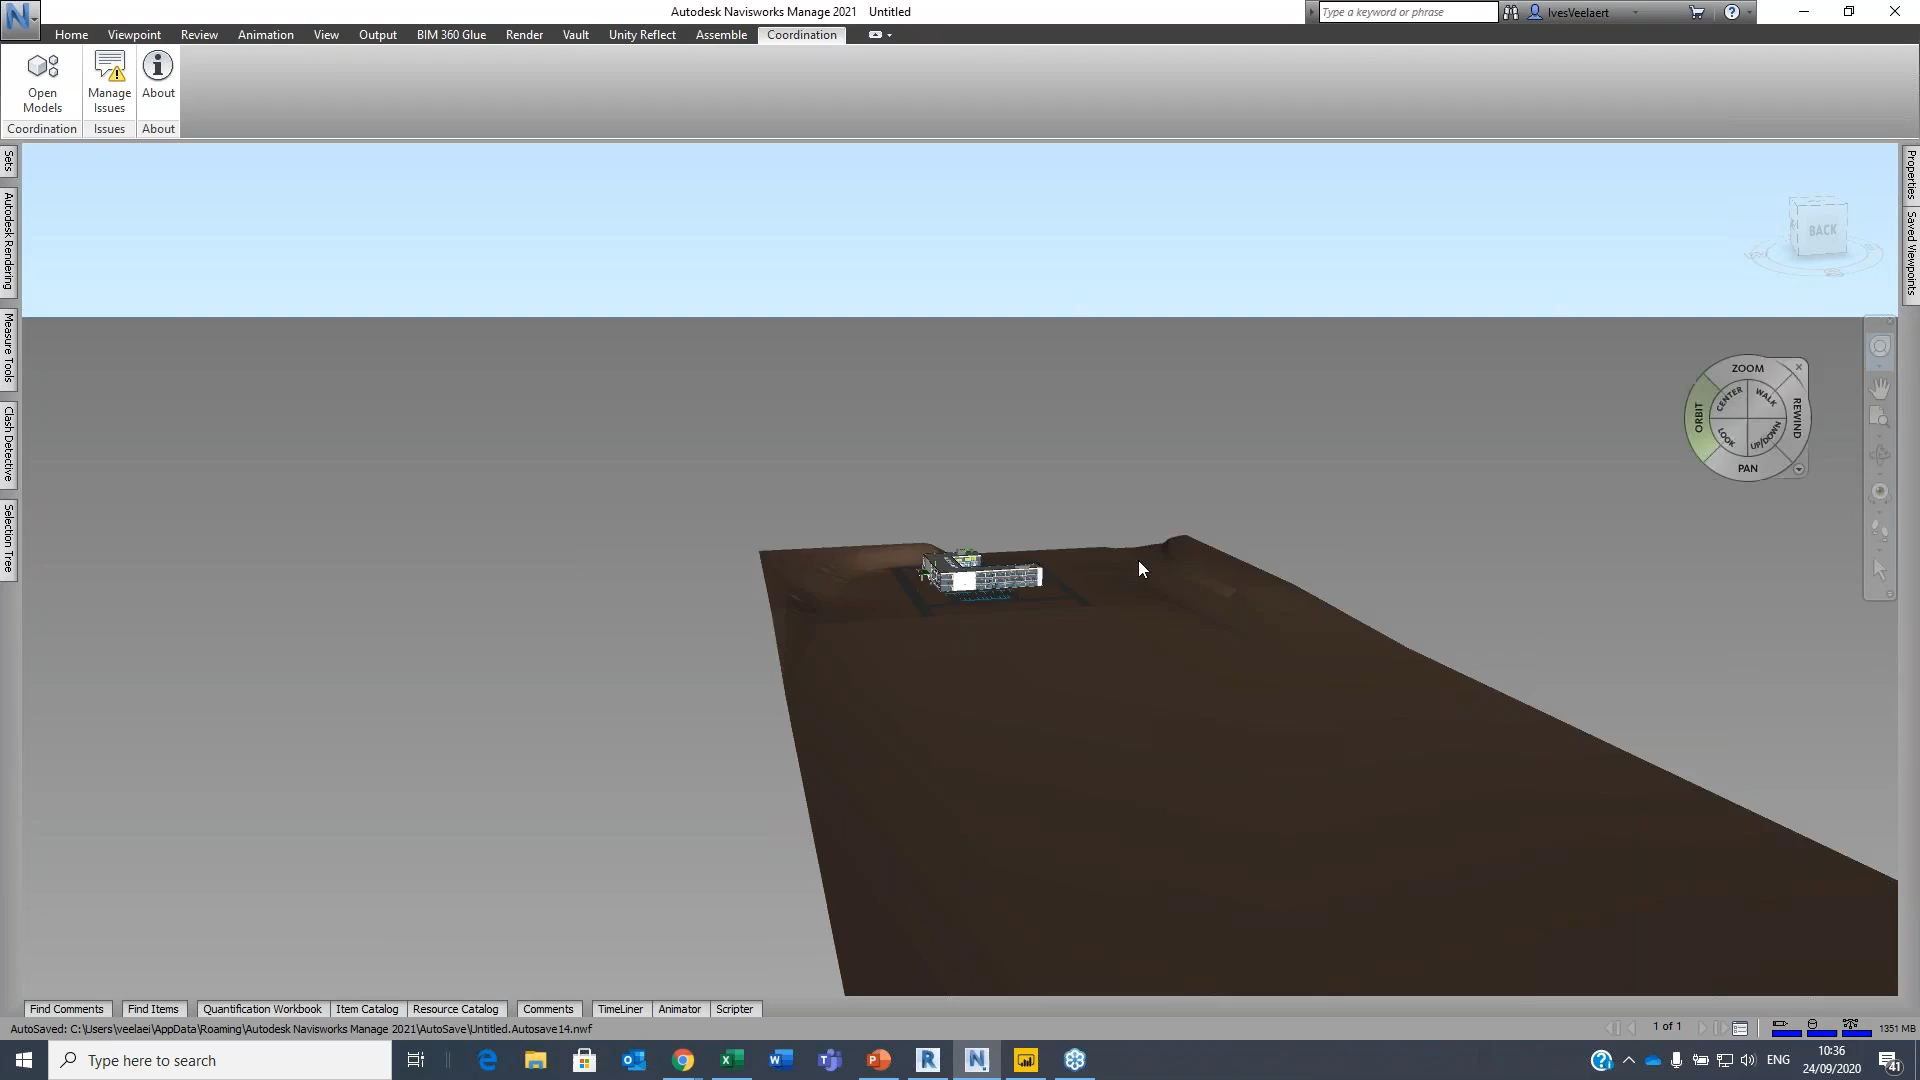 Autodesk Navisworks Manage 2021 Untitled
Type a keyword or phrase
IvesVeelaert
Home Viewpoint Review Animation View Output BIM 360 Glue Render Vault Unity Reflect Assemble Coordination
Open Models
Manage Issues
About
Coordination Issues About
Sets
Autodesk Rendering
Measure Tools
Clash Detective
Selection Tree
Properties
Saved Viewpoints
BACK
ZOOM
CENTER
WALK
ORBIT
REWIND
LOOK
UP/DOWN
PAN
Find Comments Find Items Quantification Workbook Item Catalog Resource Catalog Comments TimeLiner Animator Scripter
AutoSaved: C:\Users\veelaei\AppData\Roaming\Autodesk Navisworks Manage 2021\AutoSave\Untitled.Autosave14.nwf
1 of 1
1351 MB
Type here to search
ENG
10:36
24/09/2020
41